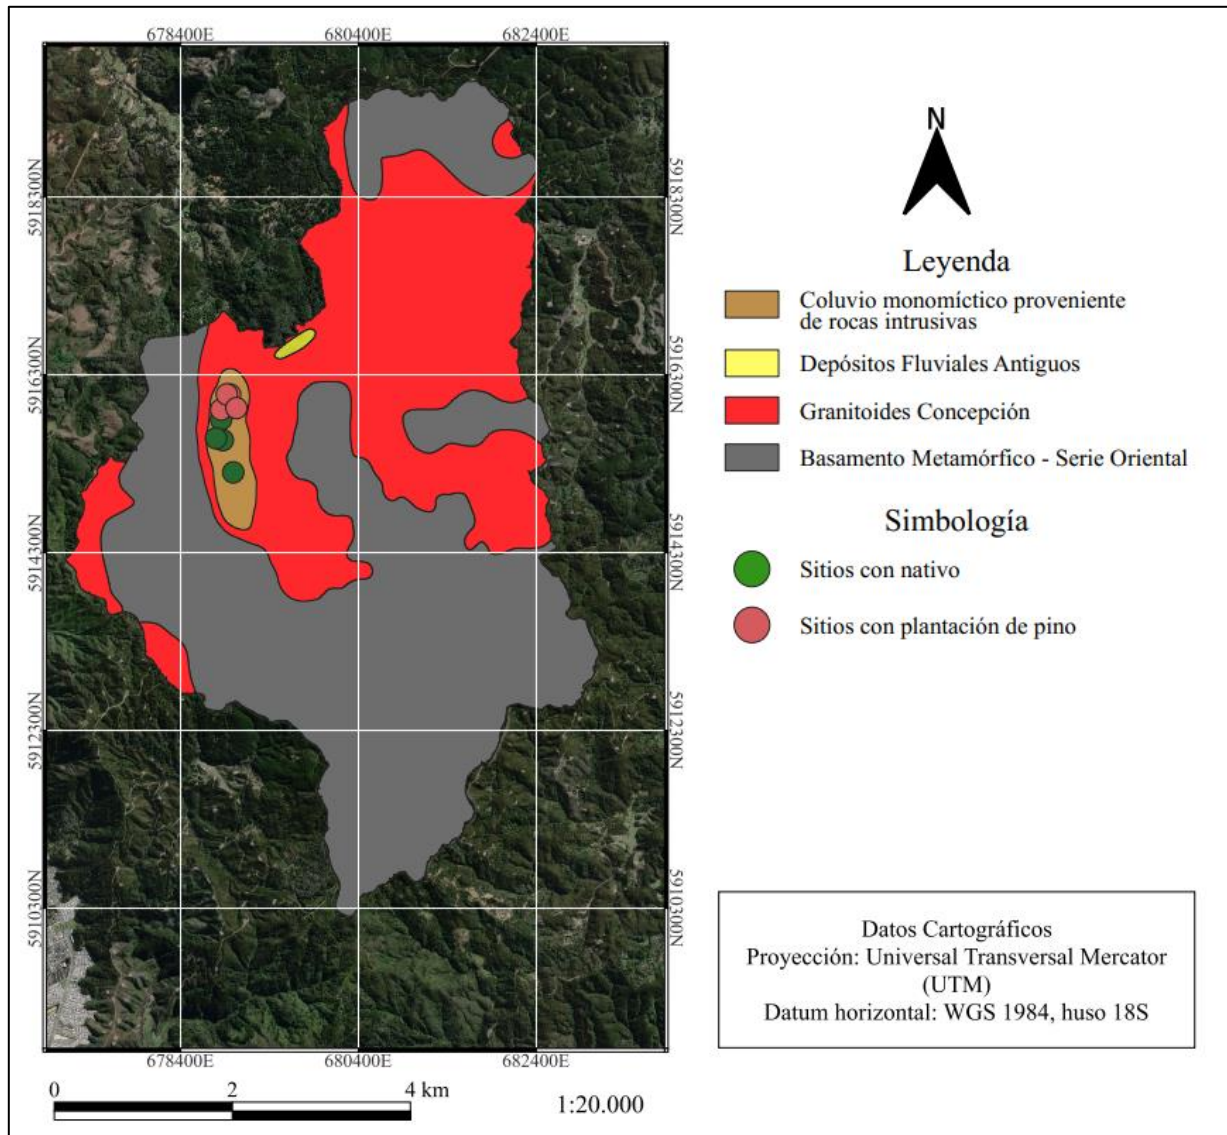 678400E 680400E 682400E
N
5918300N 5918300N
Leyenda
Coluvio monomíctico proveniente
de rocas intrusivas
5916300N 5916300N
Depósitos Fluviales Antiguos
Granitoides Concepción
Basamento Metamórfico - Serie Oriental
Simbología
5914300N 5914300N
Sitios con nativo
Sitios con plantación de pino
5912300N 5912300N
5910300N 5910300N
Datos Cartográficos
Proyección: Universal Transversal Mercator
(UTM)
Datum horizontal: WGS 1984, huso 18S
678400E 680400E 682400E
0 2 4 km
1:20.000